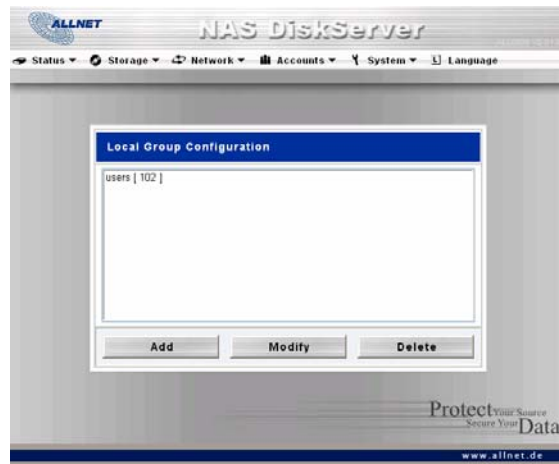 ALLNET
NAS DiskServer
Status Storage Network Accounts System Language
Local Group Configuration
users [ 102 ]
Add Modify Delete
Protect Your Source
Secure Your Data
www.allnet.de